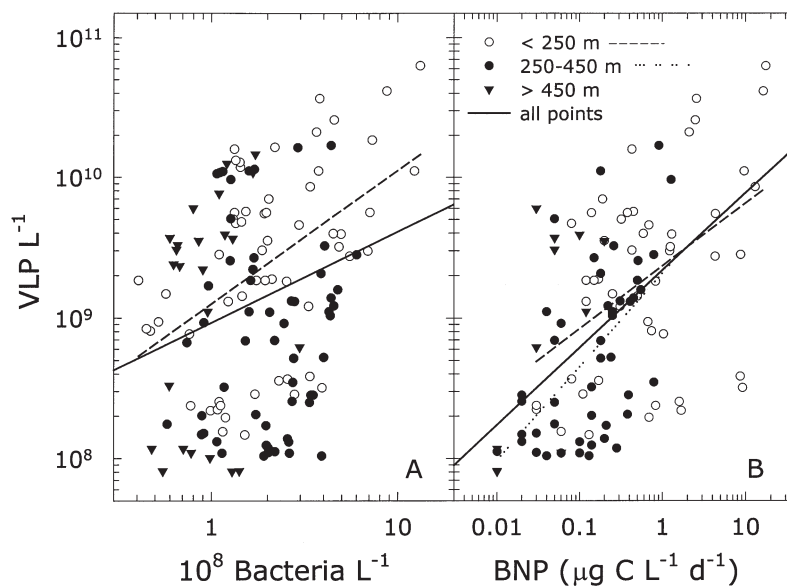 10¹¹
10¹⁰
10⁹
10⁸
VLP L⁻¹
A
1
10
10⁸ Bacteria L⁻¹
< 250 m
250-450 m
> 450 m
all points
B
0.01
0.1
1
10
BNP (μg C L⁻¹ d⁻¹)